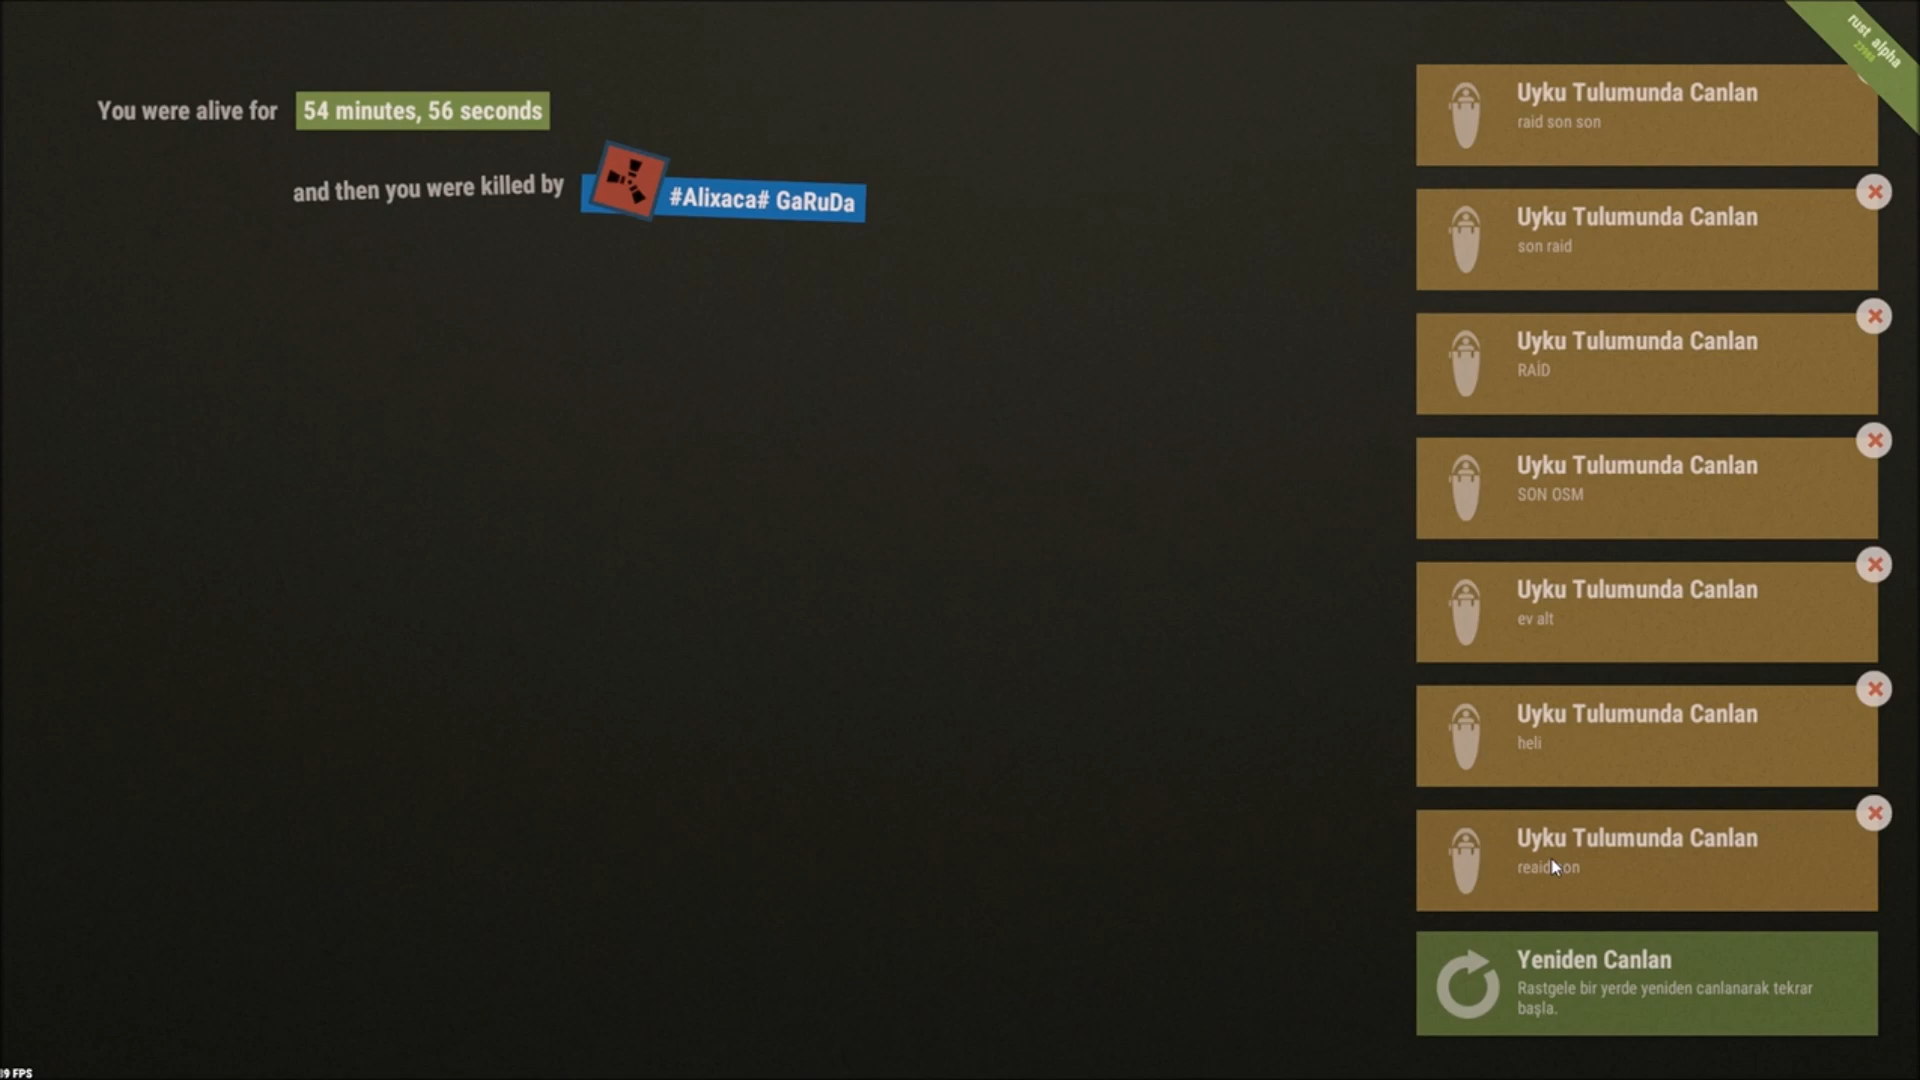 You were alive for 54 minutes, 56 seconds
and then you were killed by #Alixaca# GaRuDa
rust alpha
Uyku Tulumunda Canlan
raid son son
Uyku Tulumunda Canlan
son raid
Uyku Tulumunda Canlan
RAİD
Uyku Tulumunda Canlan
SON OSM
Uyku Tulumunda Canlan
ev alt
Uyku Tulumunda Canlan
heli
Uyku Tulumunda Canlan
Yeniden Canlan
Rastgele bir yerde yeniden canlanarak tekrar
başla.
FPS